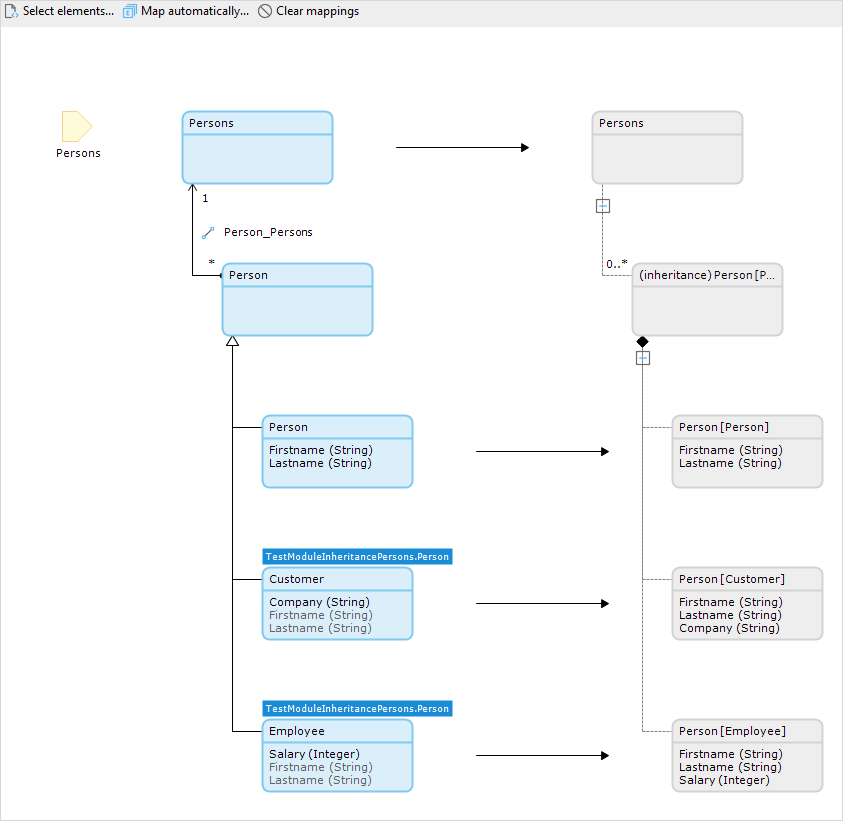 Select elements... Map automatically... Clear mappings
Persons
Persons
Persons
1
Person_Persons
*
0..*
Person
(inheritance) Person [P...
Person
Firstname (String)
Lastname (String)
Person [Person]
Firstname (String)
Lastname (String)
TestModuleInheritancePersons.Person
Customer
Company (String)
Firstname (String)
Lastname (String)
Person [Customer]
Firstname (String)
Lastname (String)
Company (String)
TestModuleInheritancePersons.Person
Employee
Salary (Integer)
Firstname (String)
Lastname (String)
Person [Employee]
Firstname (String)
Lastname (String)
Salary (Integer)